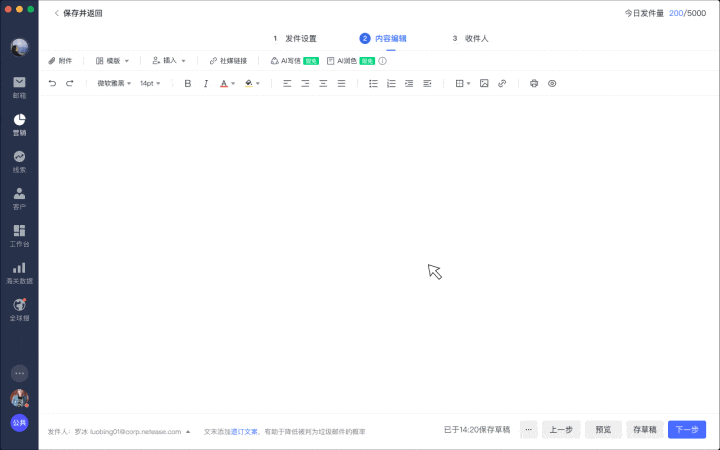 保存并返回
今日发件量 200/5000
1 发件设置 2 内容编辑 3 收件人
附件 模版 插入 社媒链接 AI写信 限免 AI润色 限免
微软雅黑 14pt B I A
邮箱
营销
线索
客户
工作台
海关数据
全球搜
公共
发件人: 罗冰 luobing01@corp.netease.com 文末添加退订文案，有助于降低被判为垃圾邮件的概率
已于14:20保存草稿 ··· 上一步 预览 存草稿 下一步